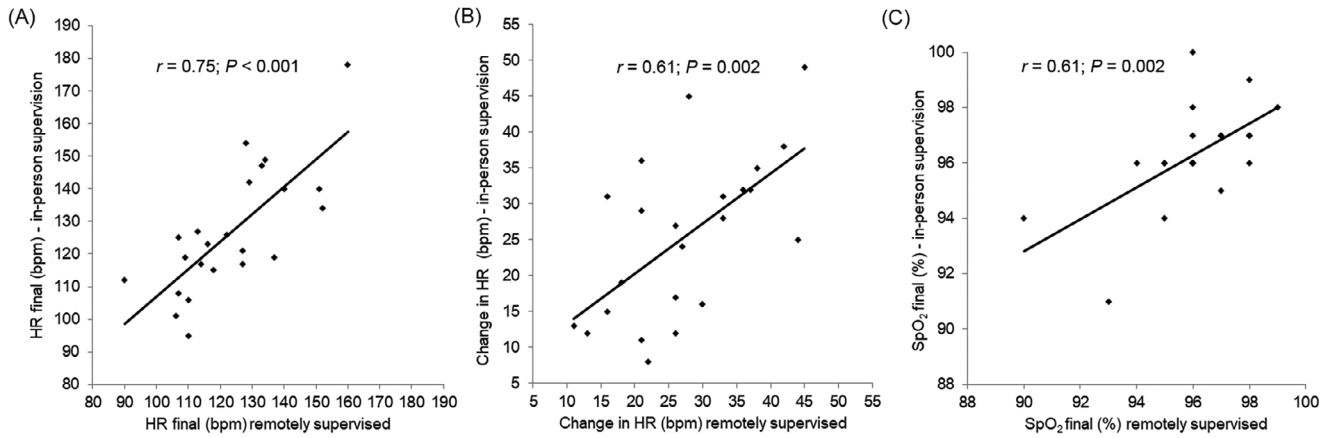 (A)
r = 0.75; P < 0.001
HR final (bpm) - in-person supervision
190
180
170
160
150
140
130
120
110
100
90
80
80 90 100 110 120 130 140 150 160 170 180 190
HR final (bpm) remotely supervised
(B)
r = 0.61; P = 0.002
Change in HR (bpm) - in-person supervision
55
50
45
40
35
30
25
20
15
10
5
5 10 15 20 25 30 35 40 45 50 55
Change in HR (bpm) remotely supervised
(C)
r = 0.61; P = 0.002
SpO₂ final (%) - in-person supervision
100
98
96
94
92
90
88
88 90 92 94 96 98 100
SpO₂ final (%) remotely supervised